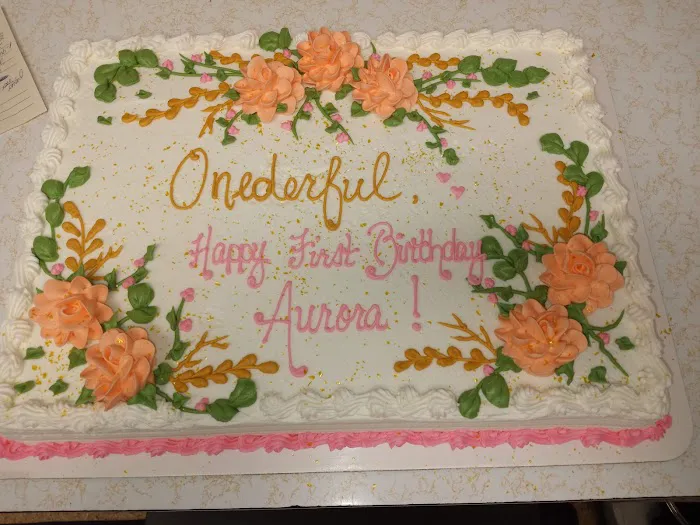 Onederful,
Happy First Birthday
Aurora!